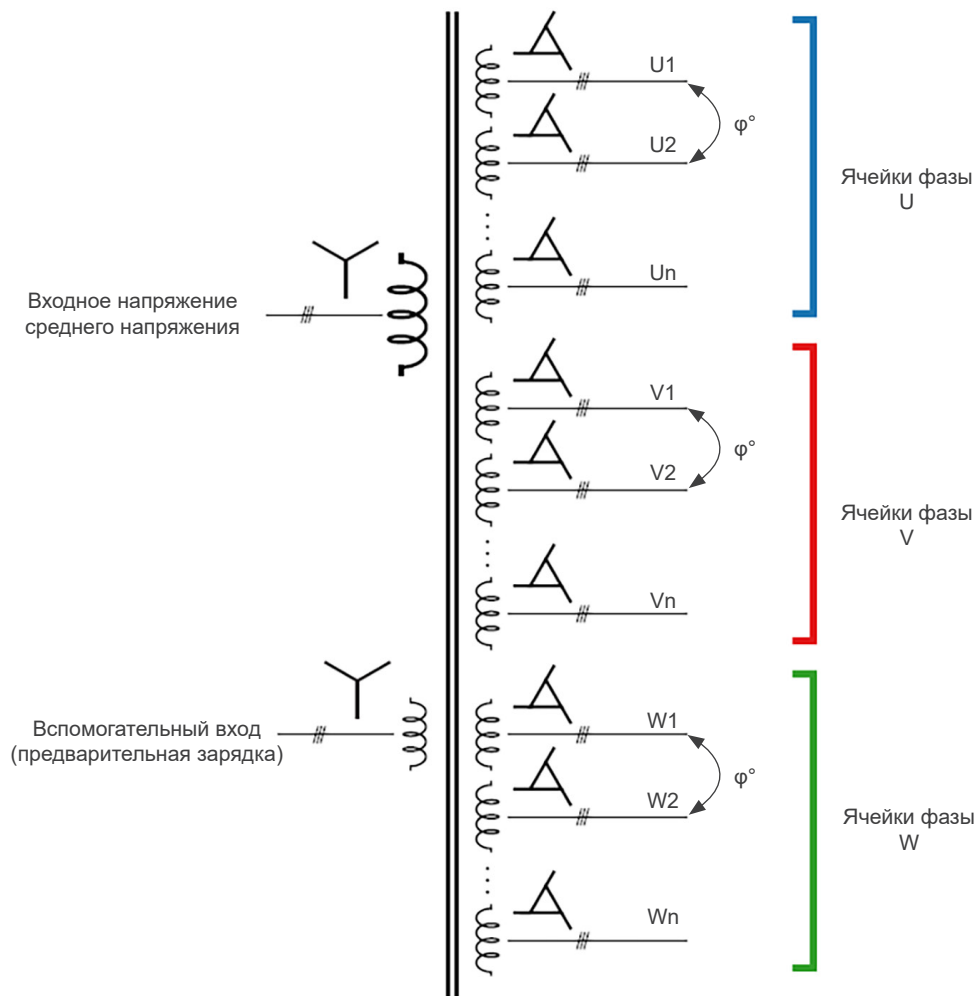 U1
φ°
U2
Ячейки фазы
U
Un
Входное напряжение
среднего напряжения
V1
φ°
V2
Ячейки фазы
V
Vn
Вспомогательный вход
(предварительная зарядка)
W1
φ°
W2
Ячейки фазы
W
Wn